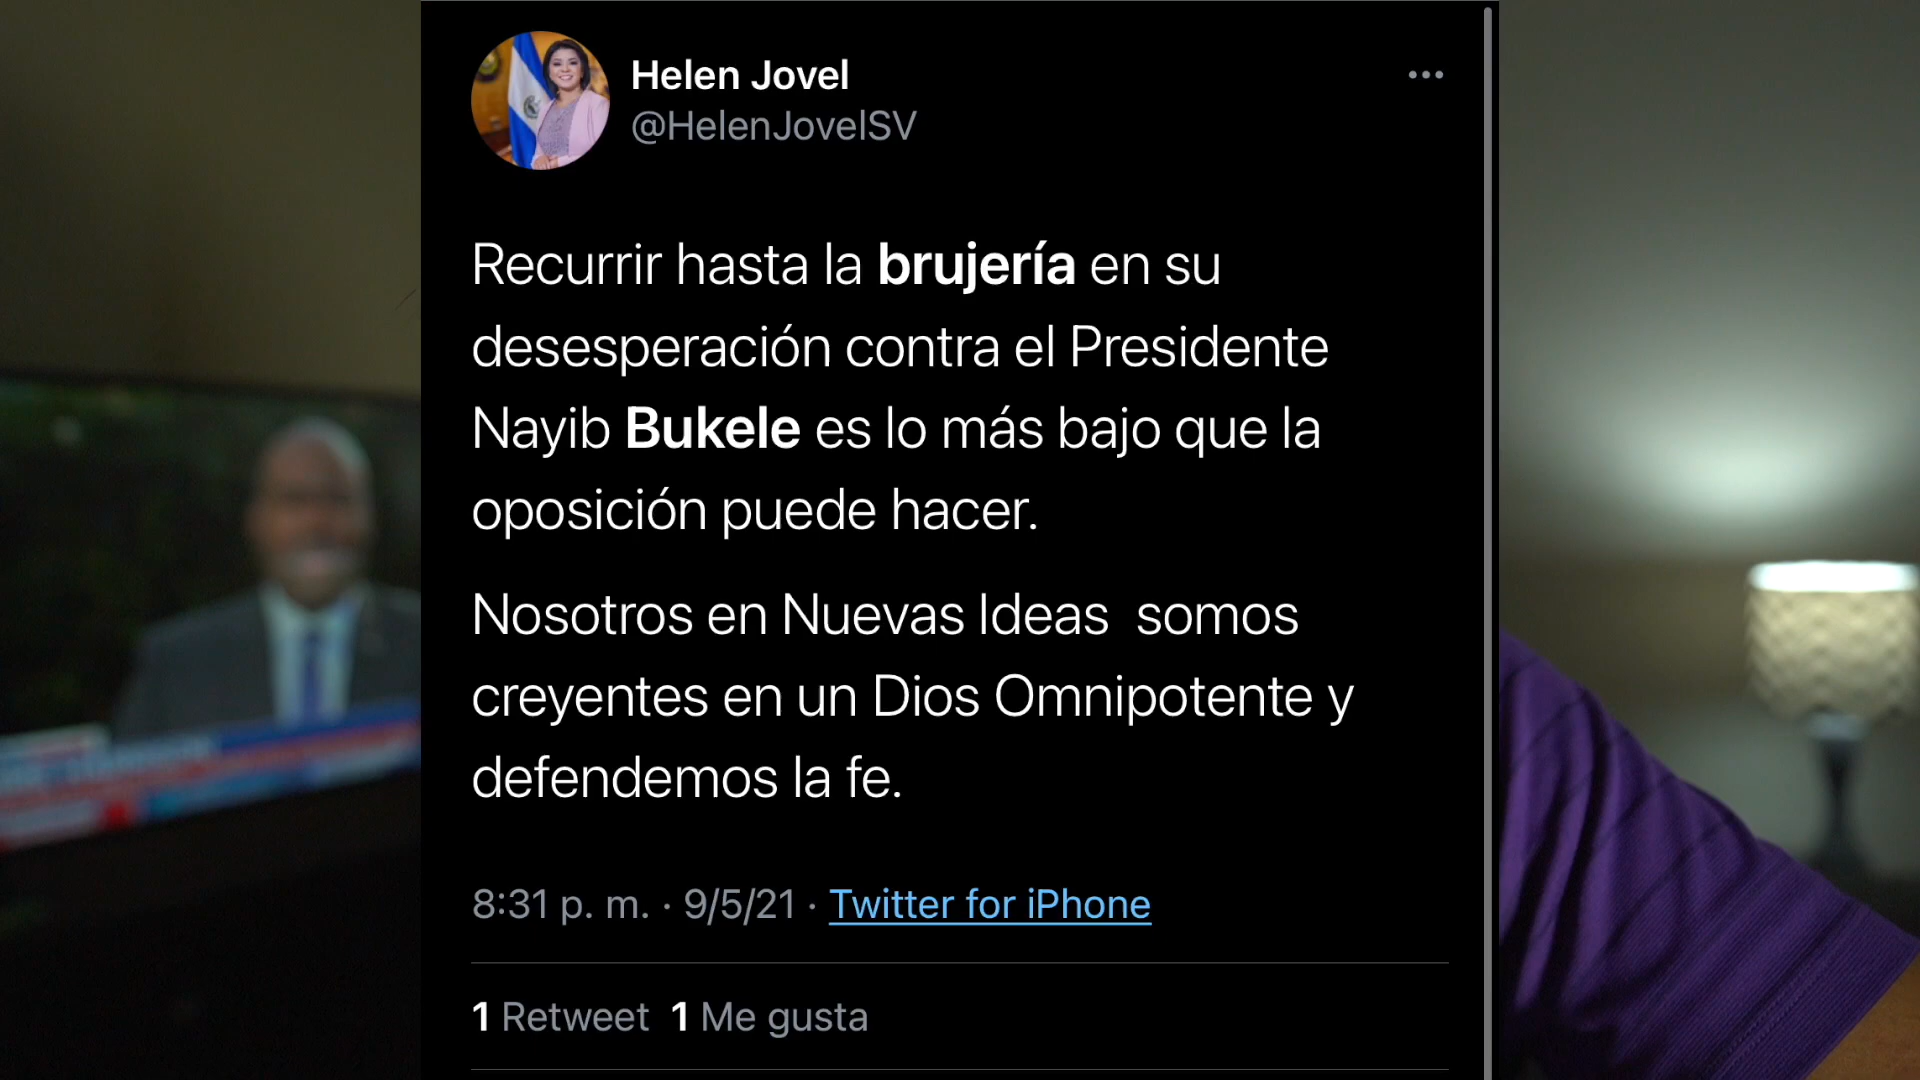 Helen Jovel
@HelenJovelSV
Recurrir hasta la brujería en su
desesperación contra el Presidente
Nayib Bukele es lo más bajo que la
oposición puede hacer.
Nosotros en Nuevas Ideas somos
creyentes en un Dios Omnipotente y
defendemos la fe.
8:31 p. m. · 9/5/21 · Twitter for iPhone
1 Retweet 1 Me gusta